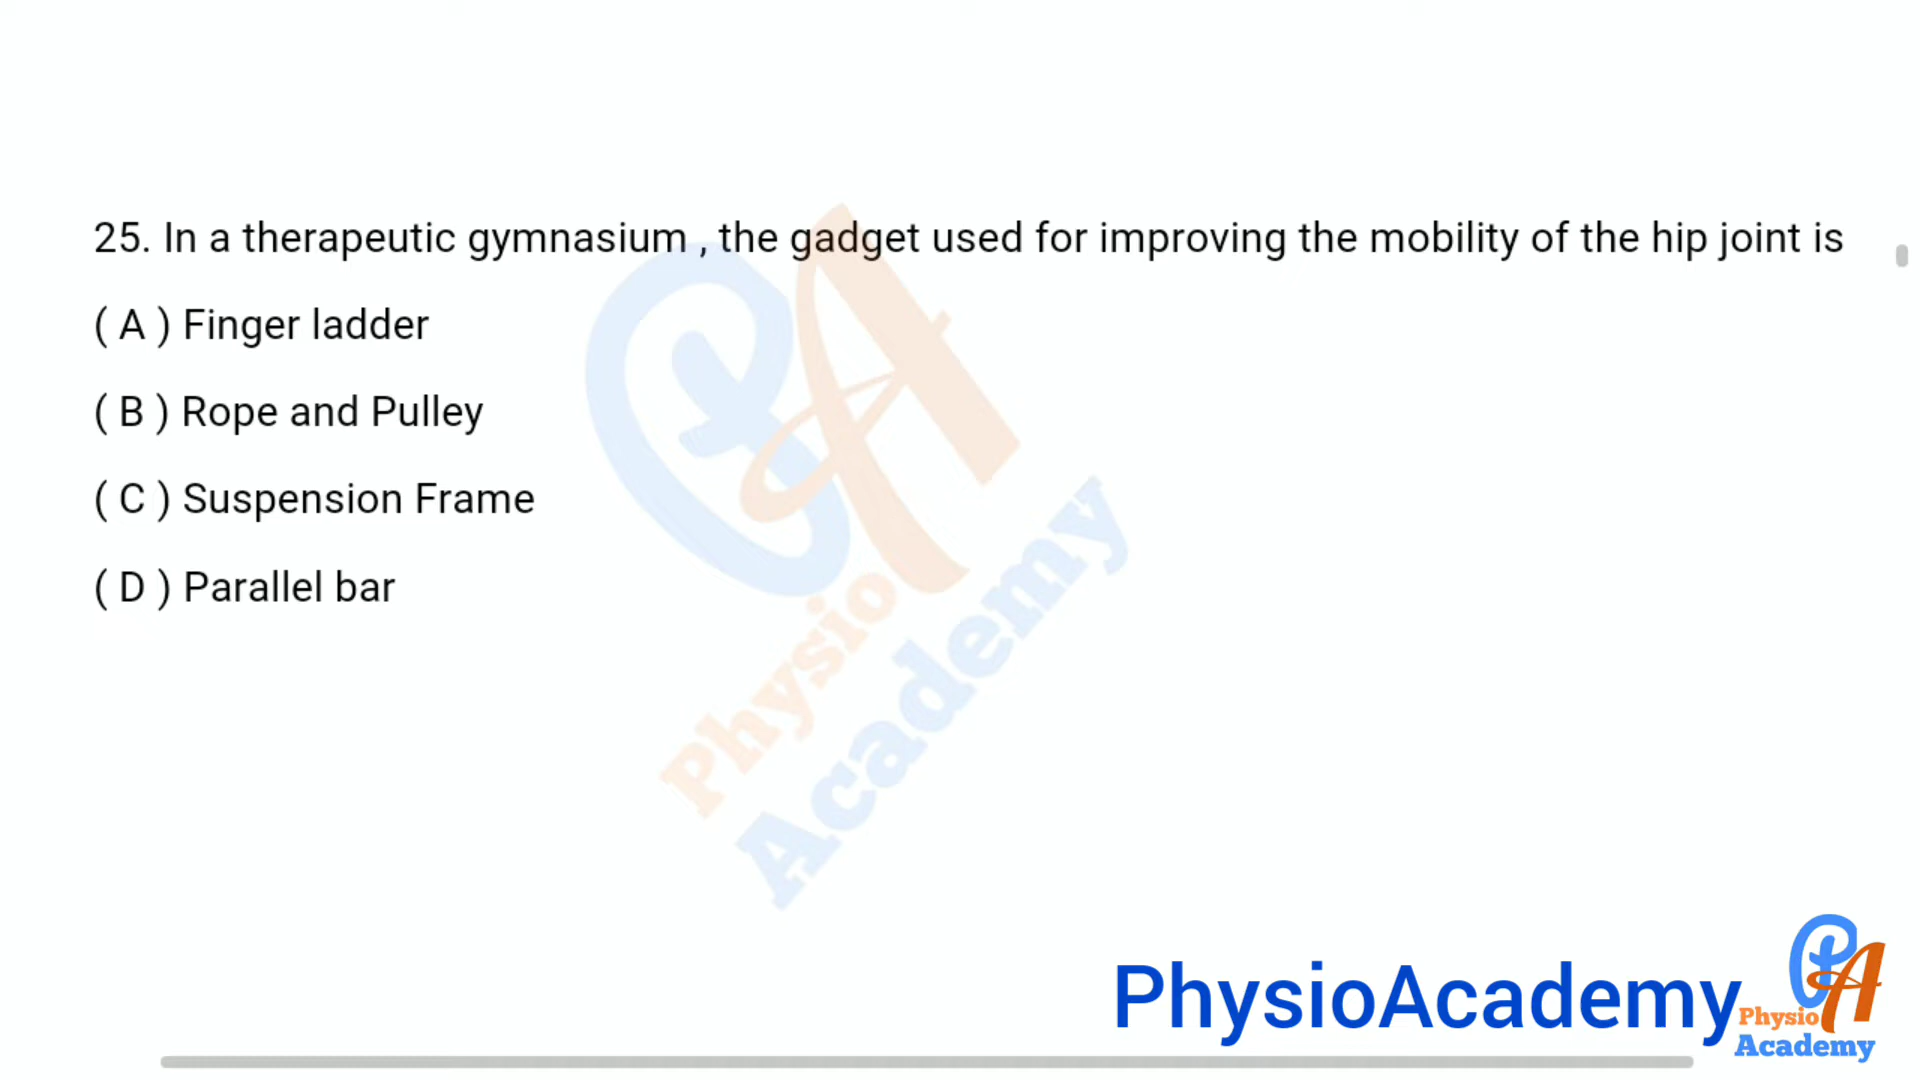 25. In a therapeutic gymnasium , the gadget used for improving the mobility of the hip joint is
( A ) Finger ladder
( B ) Rope and Pulley
( C ) Suspension Frame
( D ) Parallel bar
Physio
Academy
PhysioAcademy
Physio
Academy